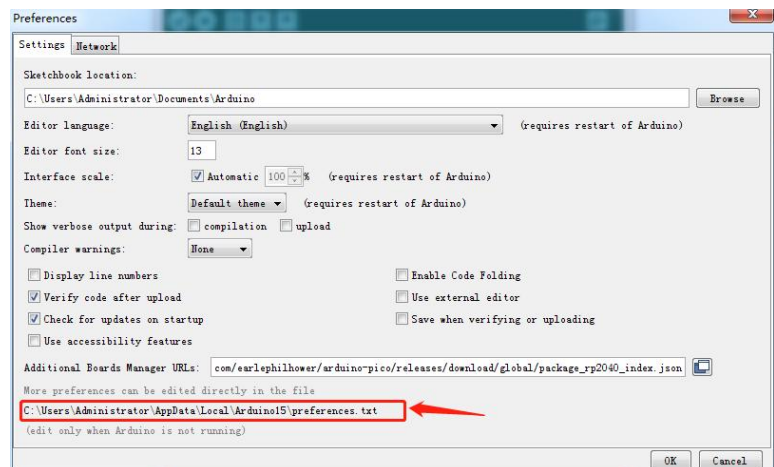 Preferences
Settings Network
Sketchbook location:
C:\Users\Administrator\Documents\Arduino Browse
Editor language: English (English) (requires restart of Arduino)
Editor font size: 13
Interface scale: Automatic 100 % (requires restart of Arduino)
Theme: Default theme (requires restart of Arduino)
Show verbose output during: compilation upload
Compiler warnings: None
Display line numbers Enable Code Folding
Verify code after upload Use external editor
Check for updates on startup Save when verifying or uploading
Use accessibility features
Additional Boards Manager URLs: com/earlephilhower/arduino-pico/releases/download/global/package_rp2040_index.json
More preferences can be edited directly in the file
C:\Users\Administrator\AppData\Local\Arduino15\preferences.txt
(edit only when Arduino is not running)
OK Cancel